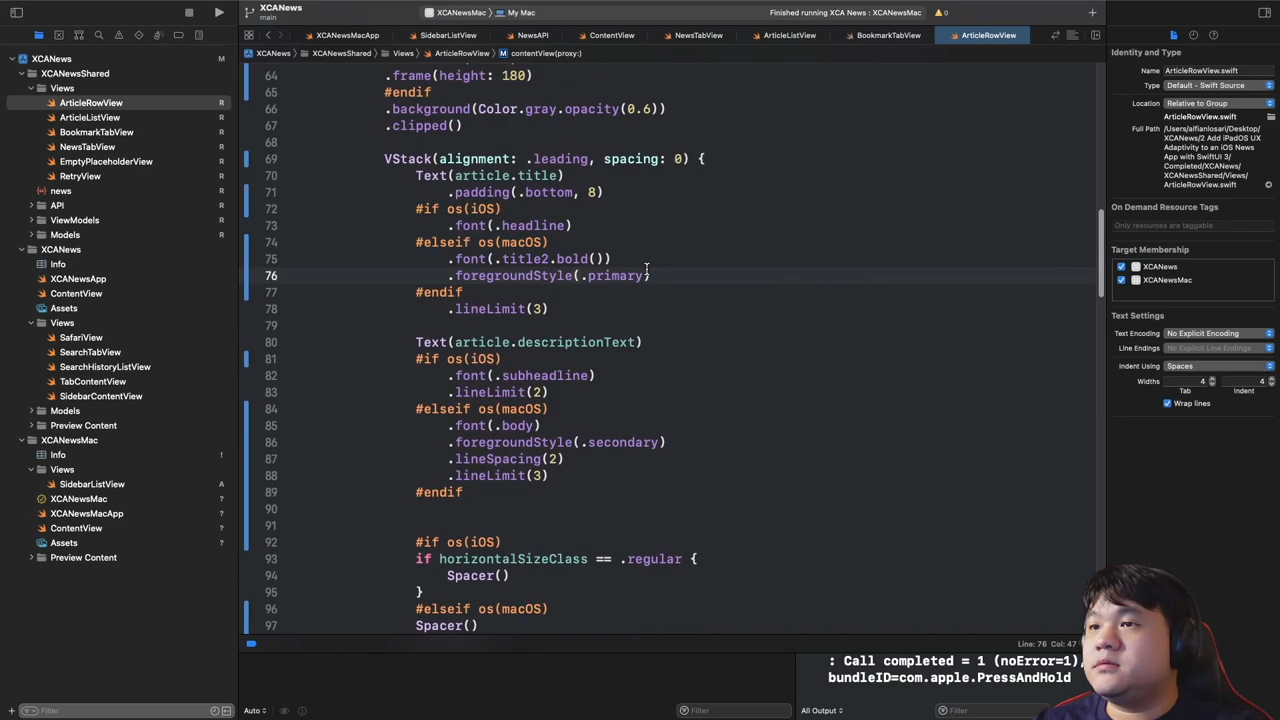 XCANews
main
XCANewsMac
My Mac
Finished running XCA News : XCANewsMac
0
XCANewsMacApp
SidebarListView
NewsAPI
ContentView
NewsTabView
ArticleListView
BookmarkTabView
ArticleRowView
XCANews
XCANewsShared
Views
ArticleRowView
M
contentView(proxy:)
XCANews M
XCANewsShared
Views
ArticleRowView R
ArticleListView R
BookmarkTabView R
NewsTabView R
EmptyPlaceholderView R
RetryView R
news R
API R
ViewModels R
Models R
XCANews
Info
XCANewsApp
ContentView
Assets
Views
SafariView
SearchTabView
SearchHistoryListView
TabContentView
SidebarContentView
Models
Preview Content
XCANewsMac
Info !
Views
SidebarListView A
XCANewsMac ?
XCANewsMacApp ?
ContentView ?
Assets ?
Preview Content
Filter
64 .frame(height: 180)
65 #endif
66 .background(Color.gray.opacity(0.6))
67 .clipped()
68
69 VStack(alignment: .leading, spacing: 0) {
70 Text(article.title)
71 .padding(.bottom, 8)
72 #if os(iOS)
73 .font(.headline)
74 #elseif os(macOS)
75 .font(.title2.bold())
76 .foregroundStyle(.primary)
77 #endif
78 .lineLimit(3)
79
80 Text(article.descriptionText)
81 #if os(iOS)
82 .font(.subheadline)
83 .lineLimit(2)
84 #elseif os(macOS)
85 .font(.body)
86 .foregroundStyle(.secondary)
87 .lineSpacing(2)
88 .lineLimit(3)
89 #endif
90
91
92 #if os(iOS)
93 if horizontalSizeClass == .regular {
94 Spacer()
95 }
96 #elseif os(macOS)
97 Spacer()
Line: 76 Col: 47
: Call completed = 1 (noError=1),
bundleID=com.apple.PressAndHold
Auto
Filter
All Output
Filter
Identity and Type
Name ArticleRowView.swift
Type Default - Swift Source
Location Relative to Group
ArticleRowView.swift
Full Path /Users/alfianlosari/Desktop/
XCANews/2 Add iPadOS UX
Adaptivity to an iOS News
App with SwiftUI 3/
Completed/XCANews/
XCANewsShared/Views/
ArticleRowView.swift
On Demand Resource Tags
Only resources are taggable
Target Membership
XCANews
XCANewsMac
Text Settings
Text Encoding No Explicit Encoding
Line Endings No Explicit Line Endings
Indent Using Spaces
Widths 4 4
Tab Indent
Wrap lines